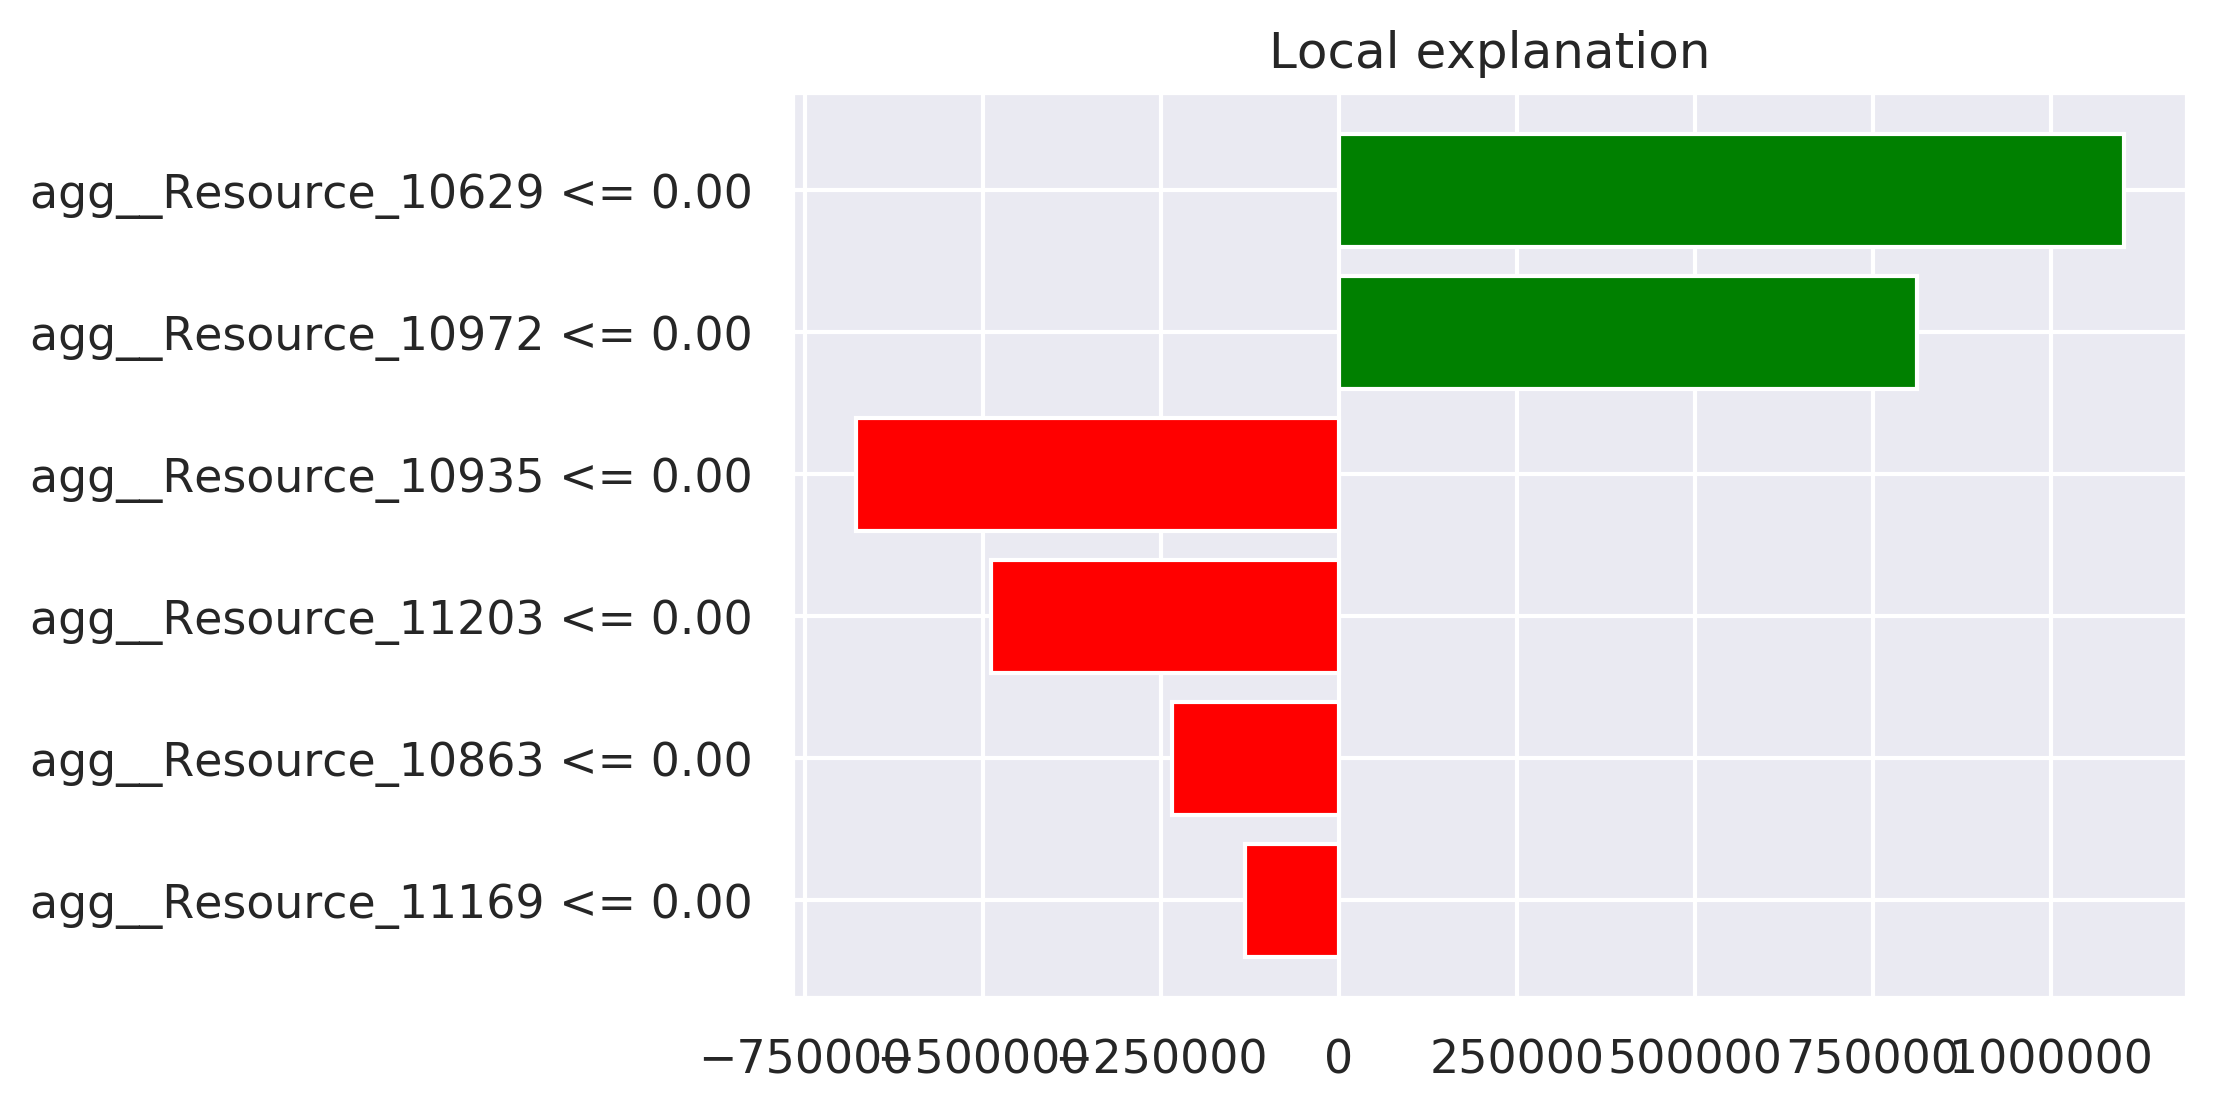 Local explanation
agg__Resource_10629 <= 0.00
agg__Resource_10972 <= 0.00
agg__Resource_10935 <= 0.00
agg__Resource_11203 <= 0.00
agg__Resource_10863 <= 0.00
agg__Resource_11169 <= 0.00
−750000 −500000 −250000 0 250000 500000 750000 1000000